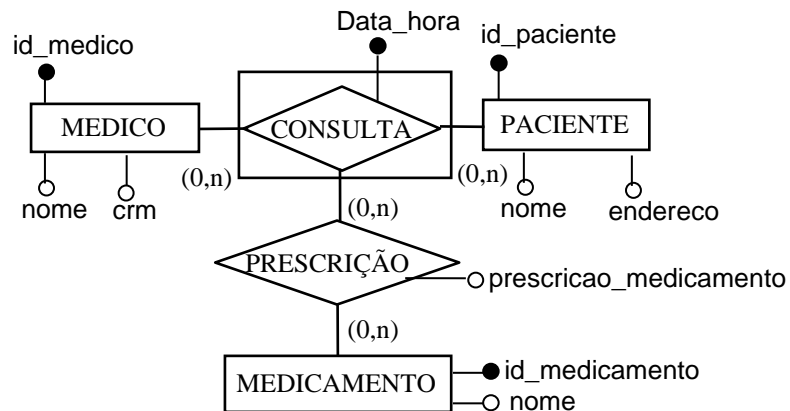 Data_hora
id_medico
id_paciente
MEDICO
CONSULTA
PACIENTE
(0,n)
(0,n)
nome
crm
(0,n)
nome
endereco
PRESCRIÇÃO
prescricao_medicamento
(0,n)
MEDICAMENTO
id_medicamento
nome